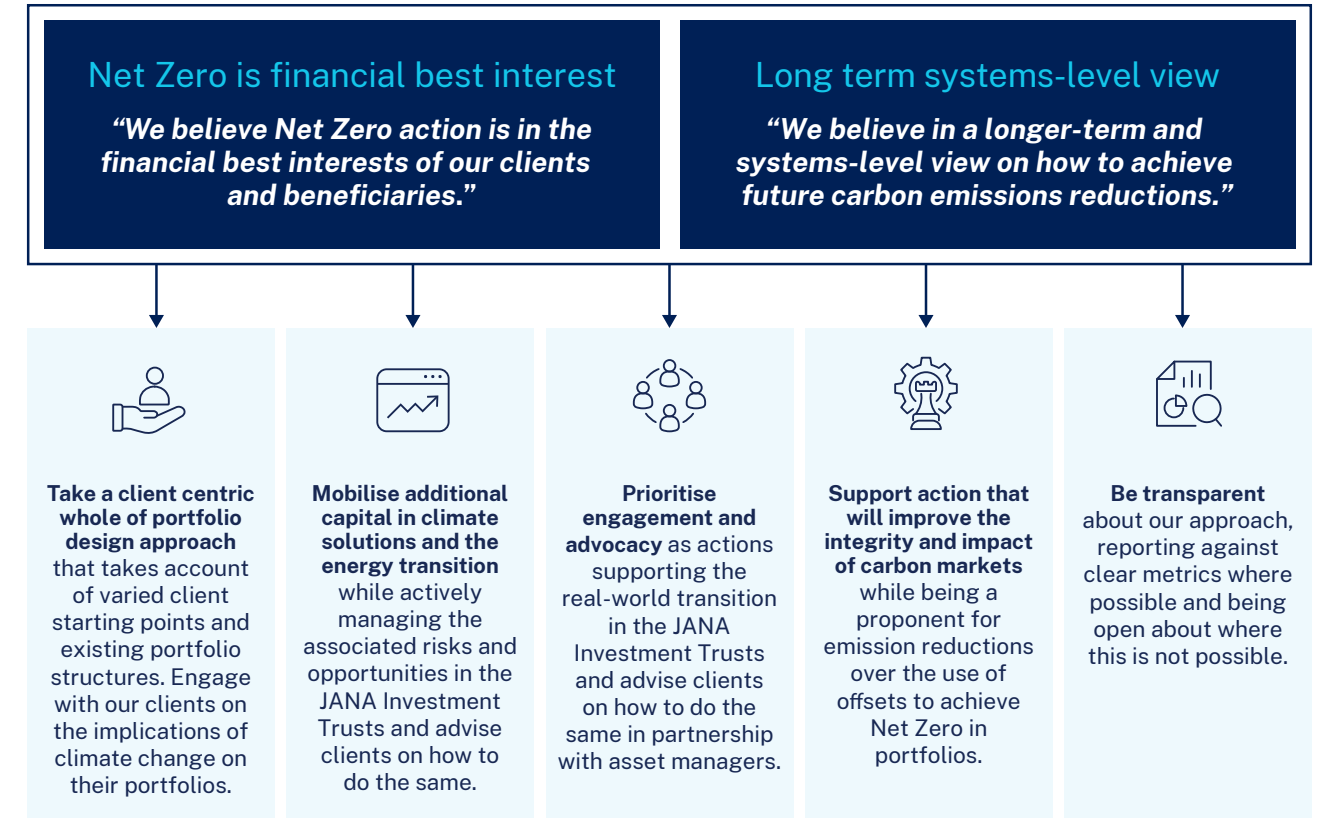 Net Zero is financial best interest
“We believe Net Zero action is in the
financial best interests of our clients
and beneficiaries.”
Long term systems-level view
“We believe in a longer-term and
systems-level view on how to achieve
future carbon emissions reductions.”
Take a client centric
whole of portfolio
design approach
that takes account
of varied client
starting points and
existing portfolio
structures. Engage
with our clients on
the implications of
climate change on
their portfolios.
Mobilise additional
capital in climate
solutions and the
energy transition
while actively
managing the
associated risks and
opportunities in the
JANA Investment
Trusts and advise
clients on how to
do the same.
Prioritise
engagement and
advocacy as actions
supporting the
real-world transition
in the JANA
Investment Trusts
and advise clients
on how to do the
same in partnership
with asset managers.
Support action that
will improve the
integrity and impact
of carbon markets
while being a
proponent for
emission reductions
over the use of
offsets to achieve
Net Zero in
portfolios.
Be transparent
about our approach,
reporting against
clear metrics where
possible and being
open about where
this is not possible.